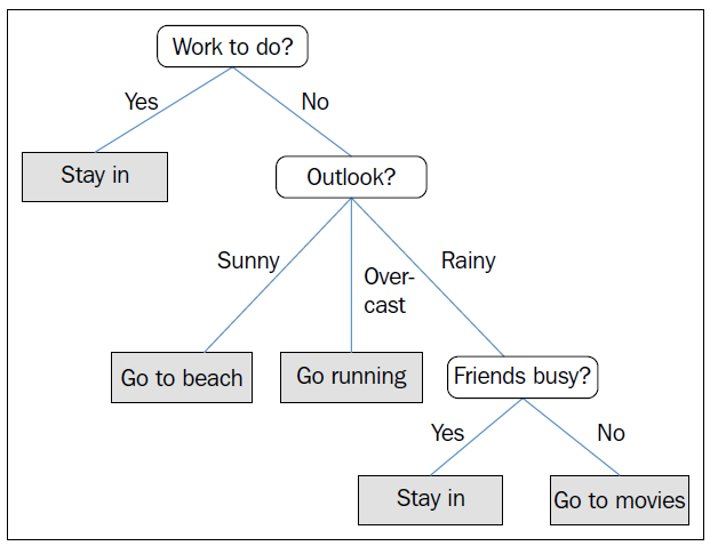 Work to do?
Yes
No
Stay in
Outlook?
Sunny
Over-
cast
Rainy
Go to beach
Go running
Friends busy?
Yes
No
Stay in
Go to movies